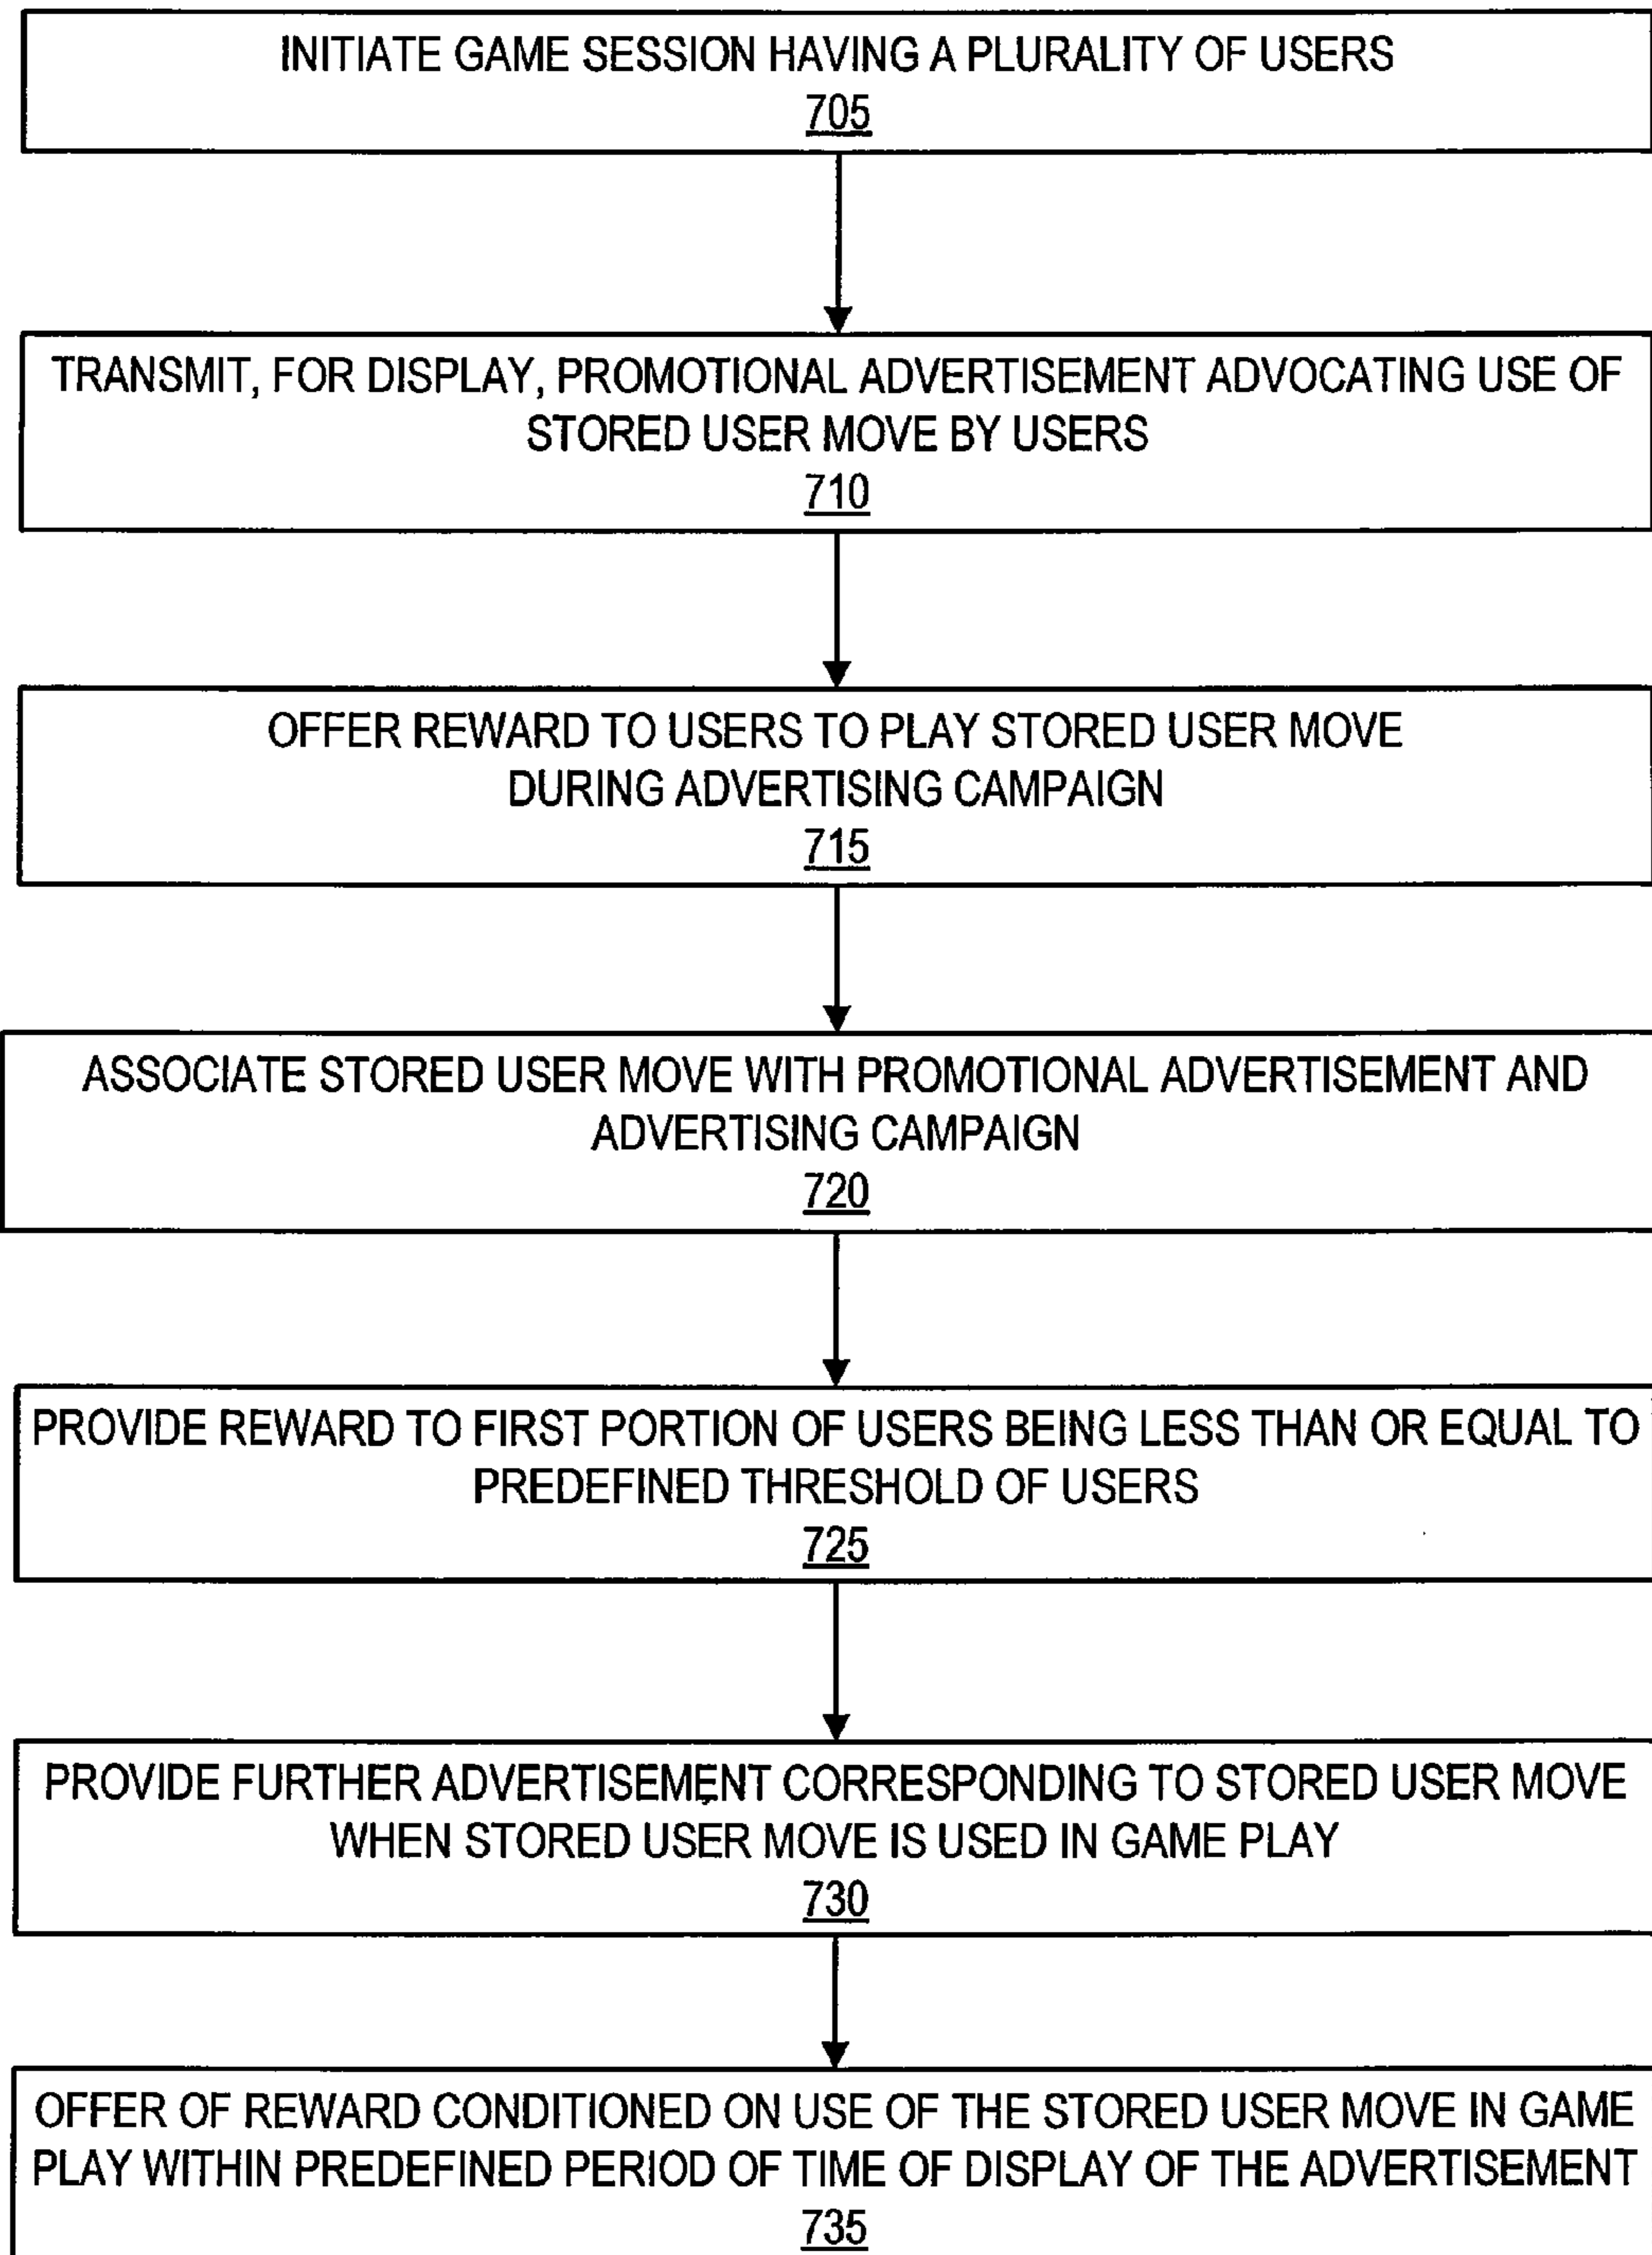 INITIATE GAME SESSION HAVING A PLURALITY OF USERS
705
TRANSMIT, FOR DISPLAY, PROMOTIONAL ADVERTISEMENT ADVOCATING USE OF
STORED USER MOVE BY USERS
710
OFFER REWARD TO USERS TO PLAY STORED USER MOVE
DURING ADVERTISING CAMPAIGN
715
ASSOCIATE STORED USER MOVE WITH PROMOTIONAL ADVERTISEMENT AND
ADVERTISING CAMPAIGN
720
PROVIDE REWARD TO FIRST PORTION OF USERS BEING LESS THAN OR EQUAL TO
PREDEFINED THRESHOLD OF USERS
725
PROVIDE FURTHER ADVERTISEMENT CORRESPONDING TO STORED USER MOVE
WHEN STORED USER MOVE IS USED IN GAME PLAY
730
OFFER OF REWARD CONDITIONED ON USE OF THE STORED USER MOVE IN GAME
PLAY WITHIN PREDEFINED PERIOD OF TIME OF DISPLAY OF THE ADVERTISEMENT
735